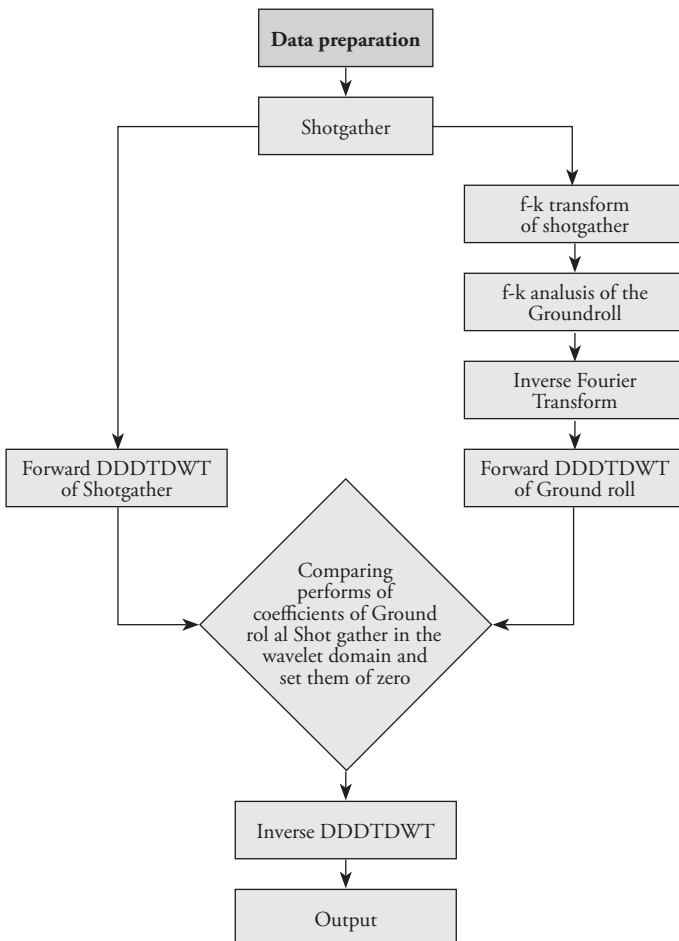 Data preparation
Shotgather
f-k transform
of shotgather
f-k analusis of the
Groundroll
Inverse Fourier
Transform
Forward DDDTDWT
of Shotgather
Forward DDDTDWT
of Ground roll
Comparing
performs of
coefficients of Ground
rol al Shot gather in the
wavelet domain and
set them of zero
Inverse DDDTDWT
Output